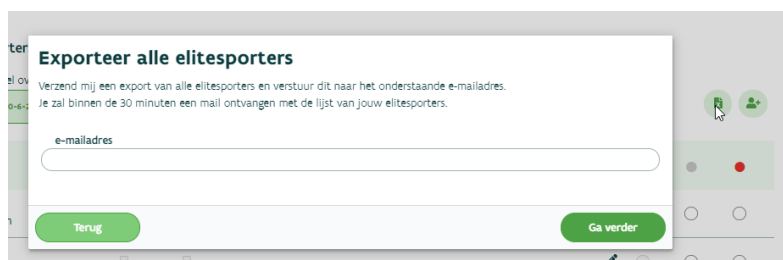 Exporteer alle elitesporters
Verzend mij een export van alle elitesporters en verstuur dit naar het onderstaande e-mailadres.
Je zal binnen de 30 minuten een mail ontvangen met de lijst van jouw elitesporters.
e-mailadres
Terug
Ga verder